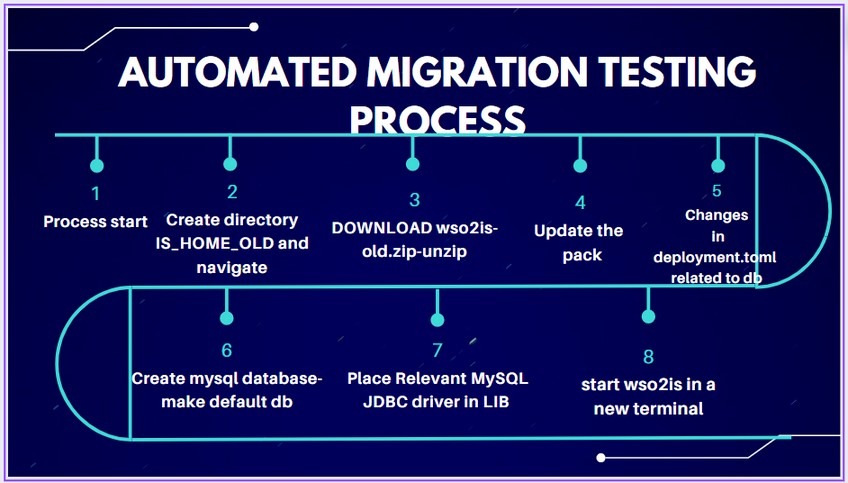 AUTOMATED MIGRATION TESTING
PROCESS
1
Process start
2
Create directory
IS_HOME_OLD and
navigate
3
DOWNLOAD wso2is-
old.zip-unzip
4
Update the
pack
5
Changes
in
deployment.toml
related to db
6
Create mysql database-
make default db
7
Place Relevant MySQL
JDBC driver in LIB
8
start wso2is in a
new terminal